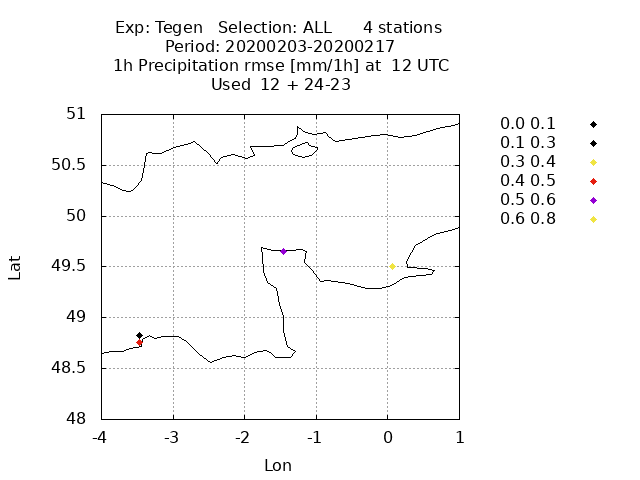 Exp: Tegen   Selection: ALL      4 stations
Period: 20200203-20200217
1h Precipitation rmse [mm/1h] at  12 UTC
Used  12 + 24-23
51
50.5
50
49.5
49
48.5
48
-4 -3 -2 -1 0 1
Lat
Lon
0.0 0.1
0.1 0.3
0.3 0.4
0.4 0.5
0.5 0.6
0.6 0.8